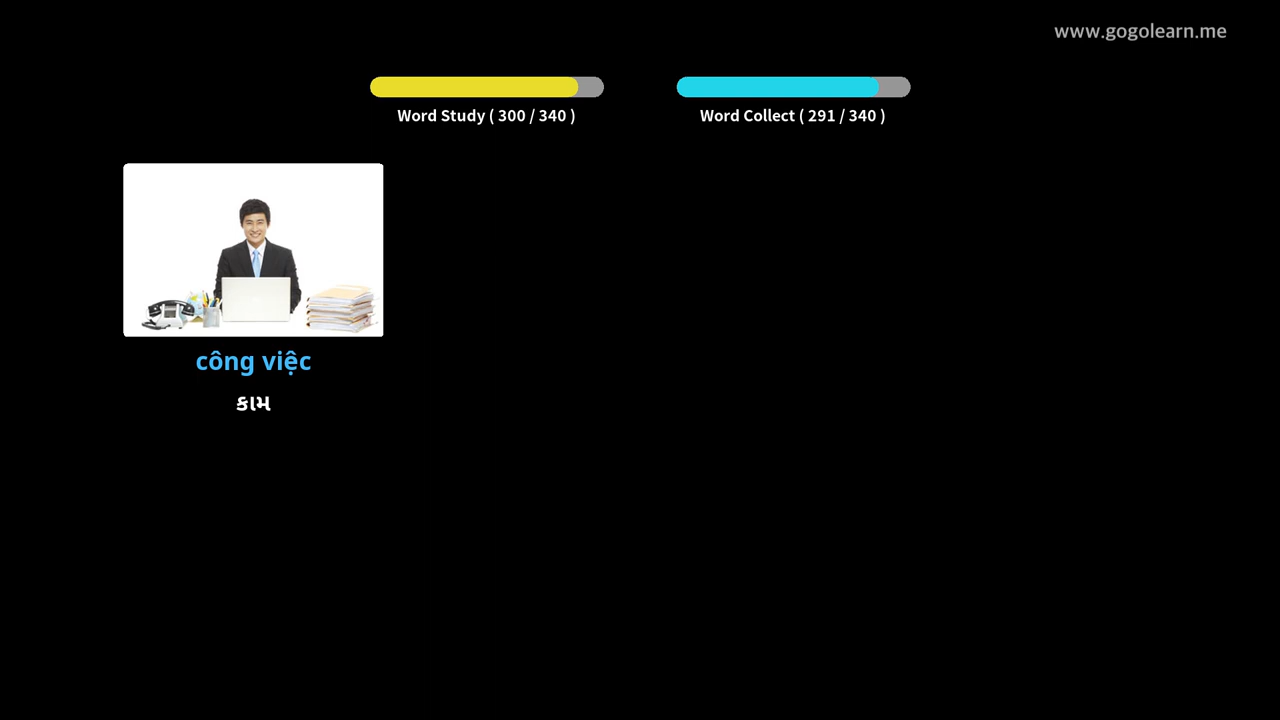 www.gogolearn.me
Word Study ( 300 / 340 )
Word Collect ( 291 / 340 )
công việc
કામ